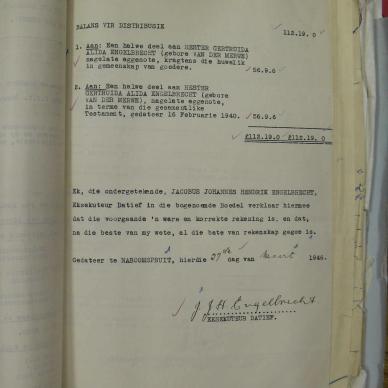 BALANS VIR DISTRIBUSIE
112.19. 0
1. Aan: Een halwe deel aan HESTER GERTRUIDA
ALIDA ENGELBRECHT (gebore VAN DER MERWE)
nagelate eggenote, kragtens die huwelik
in gemeenskap van goedere.
56.9.6
2. Aan: Een halwe deel aan HESTER
GERTRUIDA ALIDA ENGELBRECHT (gebore
VAN DER MERWE), nagelate eggenote,
in terme van die gesamentlike
Testament, gedateer 16 Februarie 1940.
56.9.6
£112.19. 0 £112.19. 0
Ek, die ondergetekende, JACOBUS JOHANNES HENDRIK ENGELBRECHT,
Eksekuteur Datief in die bogenoemde Boedel verklaar hiermee
dat die voorgaande 'n ware en korrekte rekening is, en dat,
na die beste van my wete, al die bate van rekenskap gegee is.
Gedateer te NABOOMSPRUIT, hierdie 27ste dag van Maart 1946.
J J H Engelbrecht
EKSEKUTEUR DATIEF.